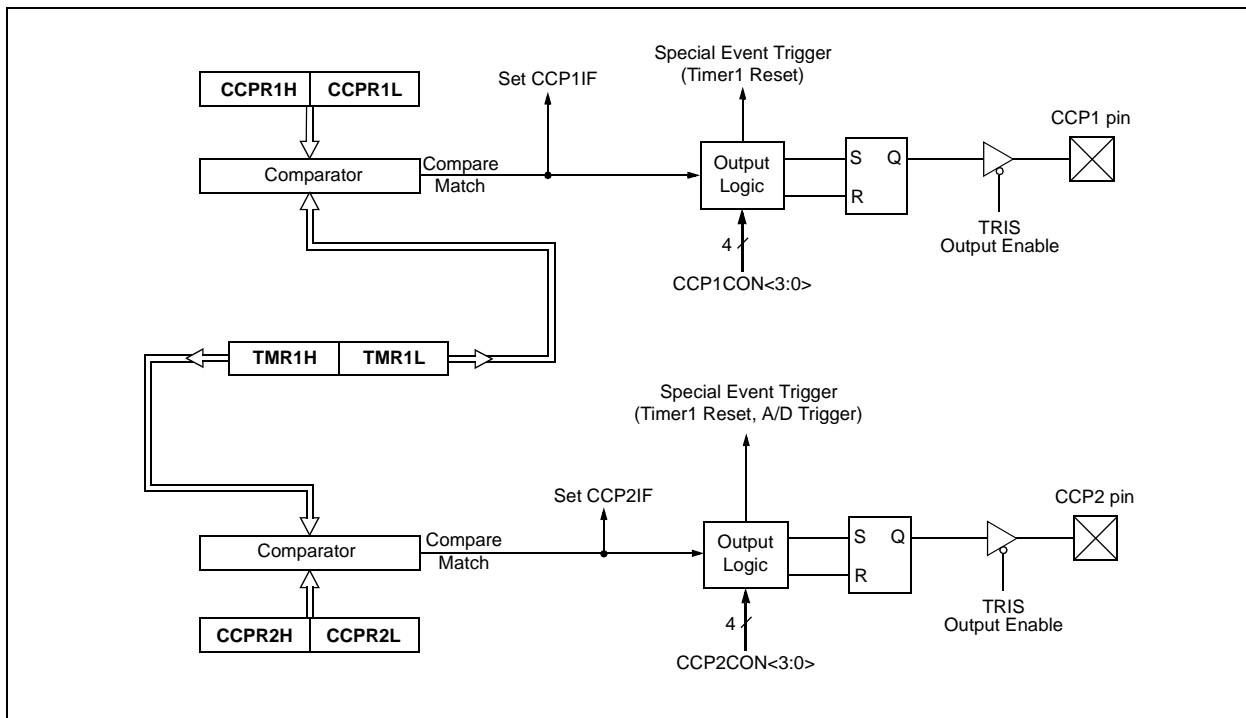 Special Event Trigger
(Timer1 Reset)
Set CCP1IF
CCPR1H CCPR1L
CCP1 pin
Comparator
Compare
Match
Output
Logic
S Q
R
TRIS
Output Enable
4
CCP1CON<3:0>
TMR1H TMR1L
Special Event Trigger
(Timer1 Reset, A/D Trigger)
Set CCP2IF
CCP2 pin
Comparator
Compare
Match
Output
Logic
S Q
R
TRIS
Output Enable
4
CCPR2H CCPR2L
CCP2CON<3:0>